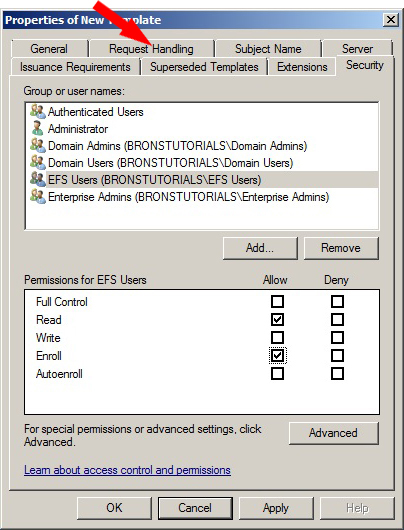 Properties of New Template
General Request Handling Subject Name Server
Issuance Requirements Superseded Templates Extensions Security
Group or user names:
Authenticated Users
Administrator
Domain Admins (BRONSTUTORIALS\Domain Admins)
Domain Users (BRONSTUTORIALS\Domain Users)
EFS Users (BRONSTUTORIALS\EFS Users)
Enterprise Admins (BRONSTUTORIALS\Enterprise Admins)
Add... Remove
Permissions for EFS Users Allow Deny
Full Control
Read
Write
Enroll
Autoenroll
For special permissions or advanced settings, click
Advanced. Advanced
Learn about access control and permissions
OK Cancel Apply Help